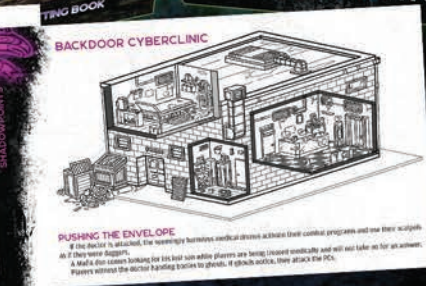 TING BOOK
SHADOWPOINTS
BACKDOOR CYBERCLINIC
PUSHING THE ENVELOPE
If the doctor is attacked, the seemingly harmless medical drones activate their combat programs and use their scalpels
as if they were daggers.
A Mafia don comes looking for his lost son while players are being treated medically and will not take no for an answer.
Players witness the doctor handing bodies to ghouls. If ghouls notice, they attack the PCs.